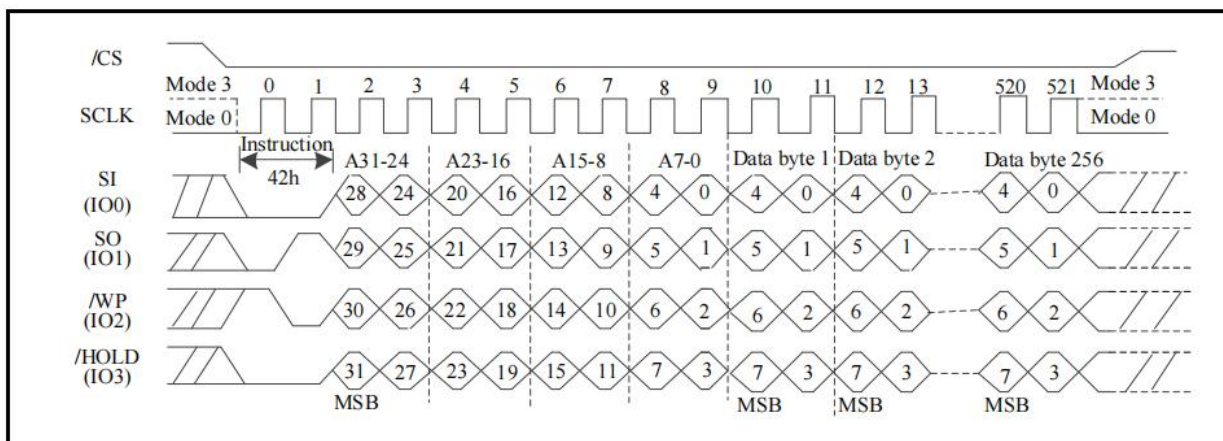 /CS
Mode 3 0 1 2 3 4 5 6 7 8 9 10 11 12 13 520 521 Mode 3
SCLK Mode 0 Mode 0
Instruction A31-24 A23-16 A15-8 A7-0 Data byte 1 Data byte 2 Data byte 256
42h
SI 28 24 20 16 12 8 4 0 4 0 4 0 4 0
(IO0)
SO 29 25 21 17 13 9 5 1 5 1 5 1 5 1
(IO1)
/WP 30 26 22 18 14 10 6 2 6 2 6 2 6 2
(IO2)
/HOLD 31 27 23 19 15 11 7 3 7 3 7 3 7 3
(IO3)
MSB MSB MSB MSB